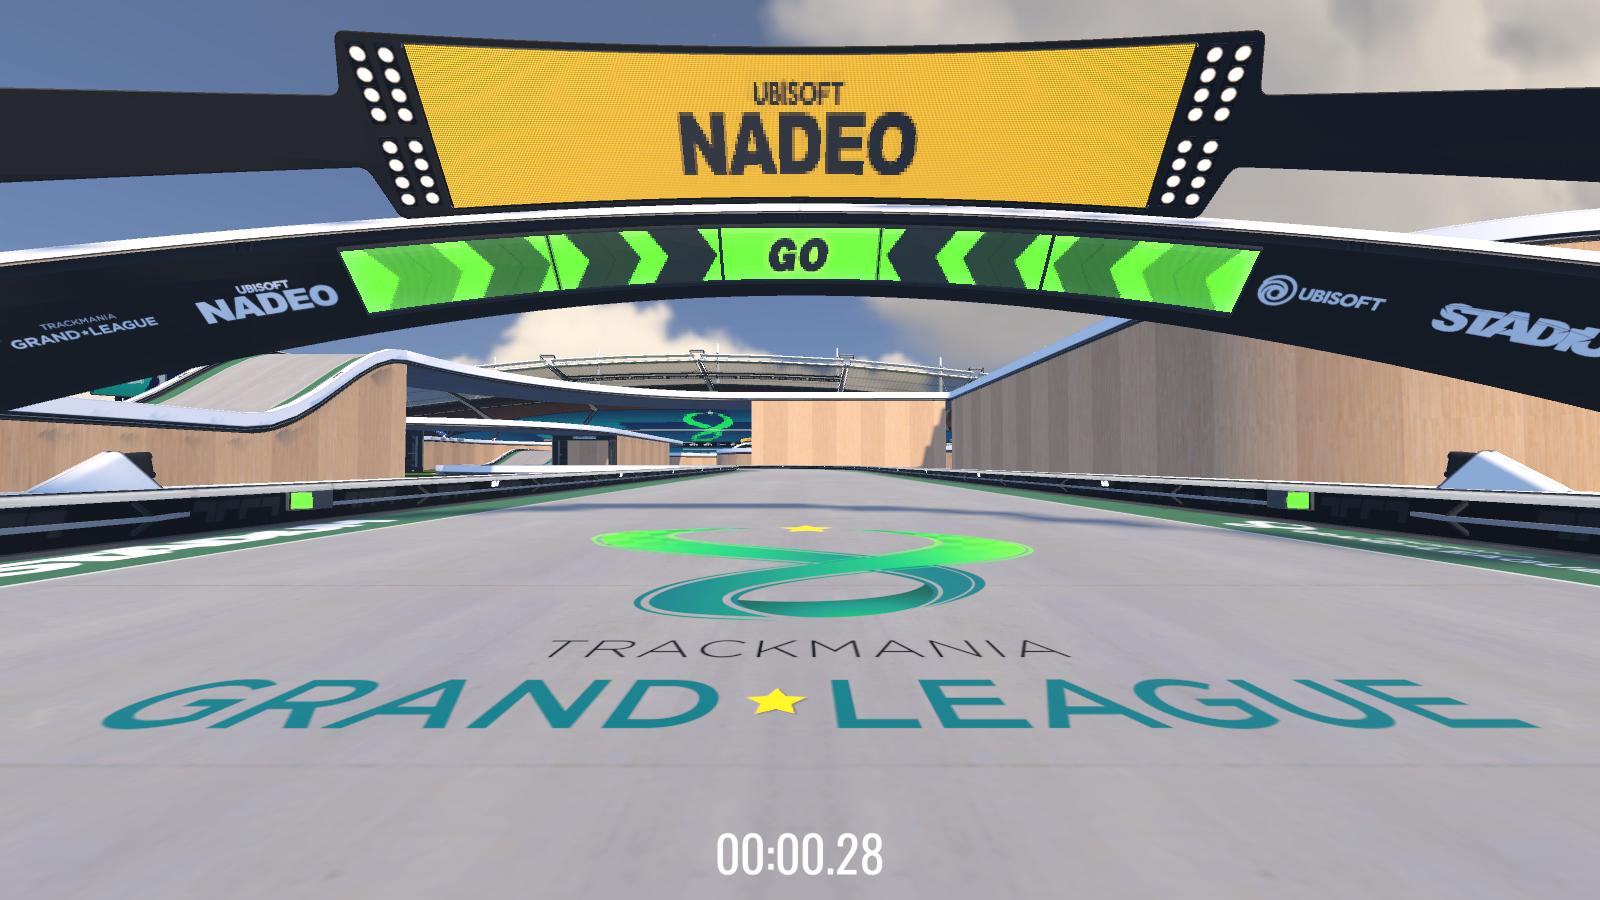 UBISOFT
NADEO
GO
UBISOFT
NADEO
TRACKMANIA
GRAND★LEAGUE
UBISOFT
TRACKMANIA
GRAND★LEAGUE
00:00.28